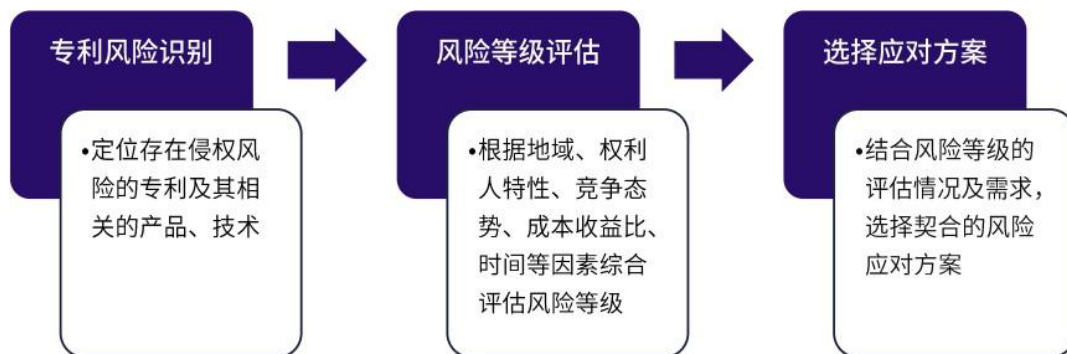 专利风险识别
•定位存在侵权风
险的专利及其相
关的产品、技术
风险等级评估
•根据地域、权利
人特性、竞争态
势、成本收益比、
时间等因素综合
评估风险等级
选择应对方案
•结合风险等级的
评估情况及需求，
选择契合的风险
应对方案